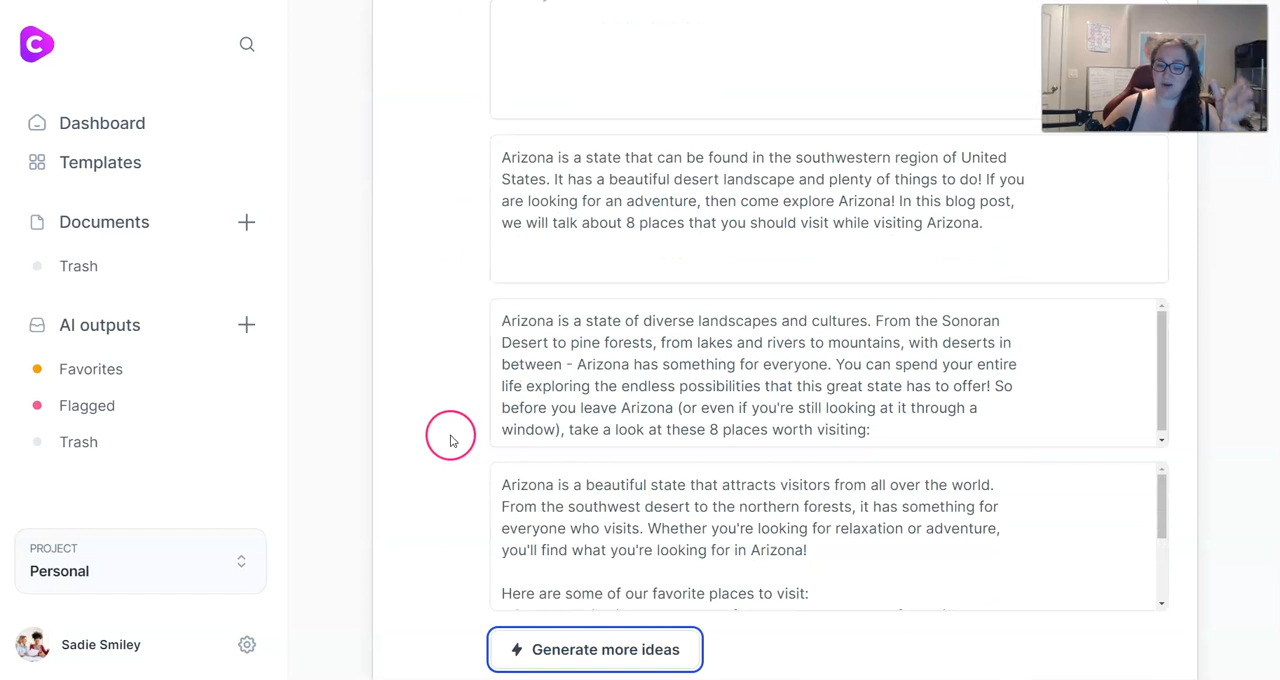 C
Dashboard
Templates
Documents
Trash
AI outputs
Favorites
Flagged
Trash
PROJECT
Personal
Sadie Smiley
Arizona is a state that can be found in the southwestern region of United
States. It has a beautiful desert landscape and plenty of things to do! If you
are looking for an adventure, then come explore Arizona! In this blog post,
we will talk about 8 places that you should visit while visiting Arizona.
Arizona is a state of diverse landscapes and cultures. From the Sonoran
Desert to pine forests, from lakes and rivers to mountains, with deserts in
between - Arizona has something for everyone. You can spend your entire
life exploring the endless possibilities that this great state has to offer! So
before you leave Arizona (or even if you're still looking at it through a
window), take a look at these 8 places worth visiting:
Arizona is a beautiful state that attracts visitors from all over the world.
From the southwest desert to the northern forests, it has something for
everyone who visits. Whether you're looking for relaxation or adventure,
you'll find what you're looking for in Arizona!
Here are some of our favorite places to visit:
Generate more ideas